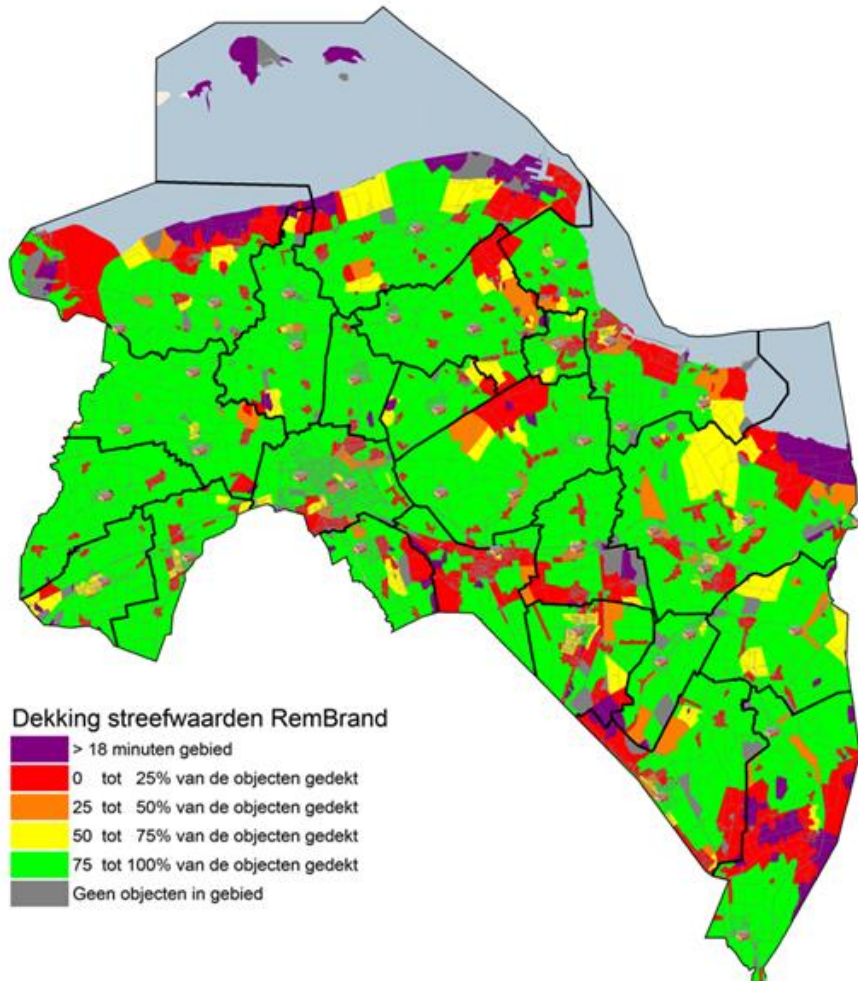 Dekking streefwaarden RemBrand
> 18 minuten gebied
0 tot 25% van de objecten gedekt
25 tot 50% van de objecten gedekt
50 tot 75% van de objecten gedekt
75 tot 100% van de objecten gedekt
Geen objecten in gebied